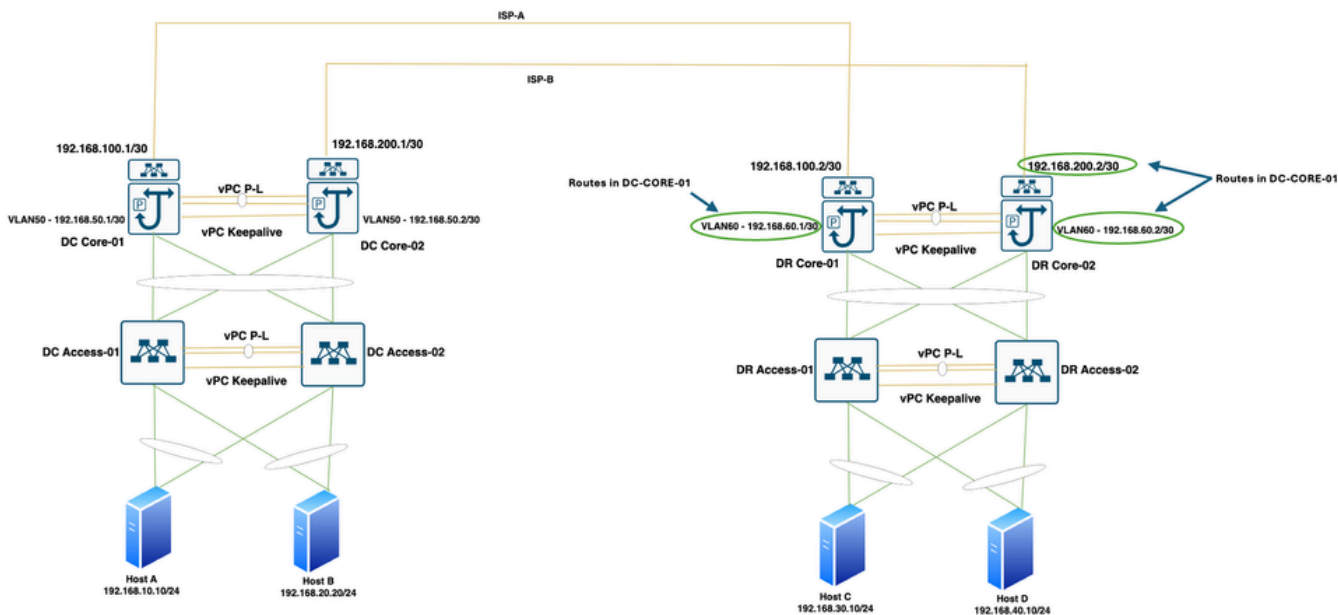 ISP-A
ISP-B
192.168.100.1/30
192.168.200.1/30
vPC P-L
P
P
VLAN50 - 192.168.50.1/30
VLAN50 - 192.168.50.2/30
vPC Keepalive
DC Core-01
DC Core-02
DC Access-01
vPC P-L
DC Access-02
vPC Keepalive
Host A
192.168.10.10/24
Host B
192.168.20.20/24
192.168.100.2/30
192.168.200.2/30
Routes in DC-CORE-01
Routes in DC-CORE-01
vPC P-L
P
P
VLAN60 - 192.168.60.1/30
VLAN60 - 192.168.60.2/30
vPC Keepalive
DR Core-01
DR Core-02
DR Access-01
vPC P-L
DR Access-02
vPC Keepalive
Host C
192.168.30.10/24
Host D
192.168.40.10/24